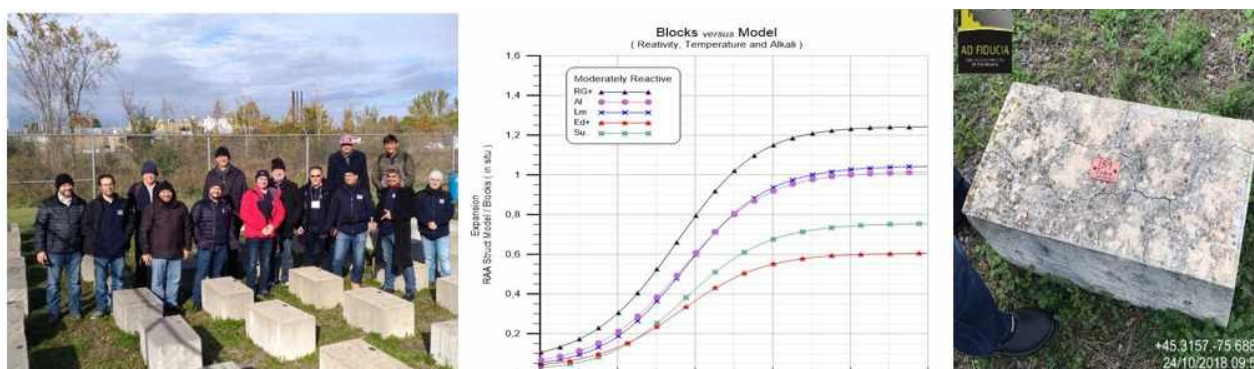 Blocks versus Model
( Reativity, Temperature and Alkali )
1,6
1,4
1,2
1
0,8
0,6
0,4
0,2
Expansion
RAA Struct Model / Blocks ( in situ )
Moderately Reactive
RG+
Al
Lm
Ed+
Su
AD FIDUCIA
+45.3157,-75.688
24/10/2018 09:5